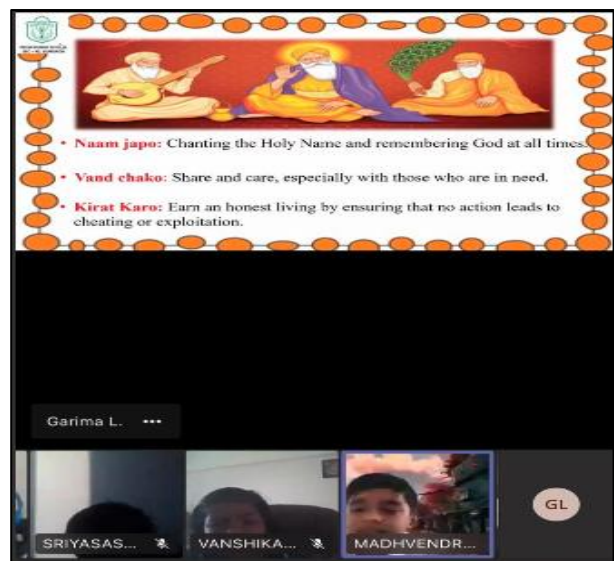 • Naam japo: Chanting the Holy Name and remembering God at all times.
• Vand chako: Share and care, especially with those who are in need.
• Kirat Karo: Earn an honest living by ensuring that no action leads to
cheating or exploitation.
Garima L. •••
SRIYASAS...
VANSHIKA...
MADHVENDR...
GL